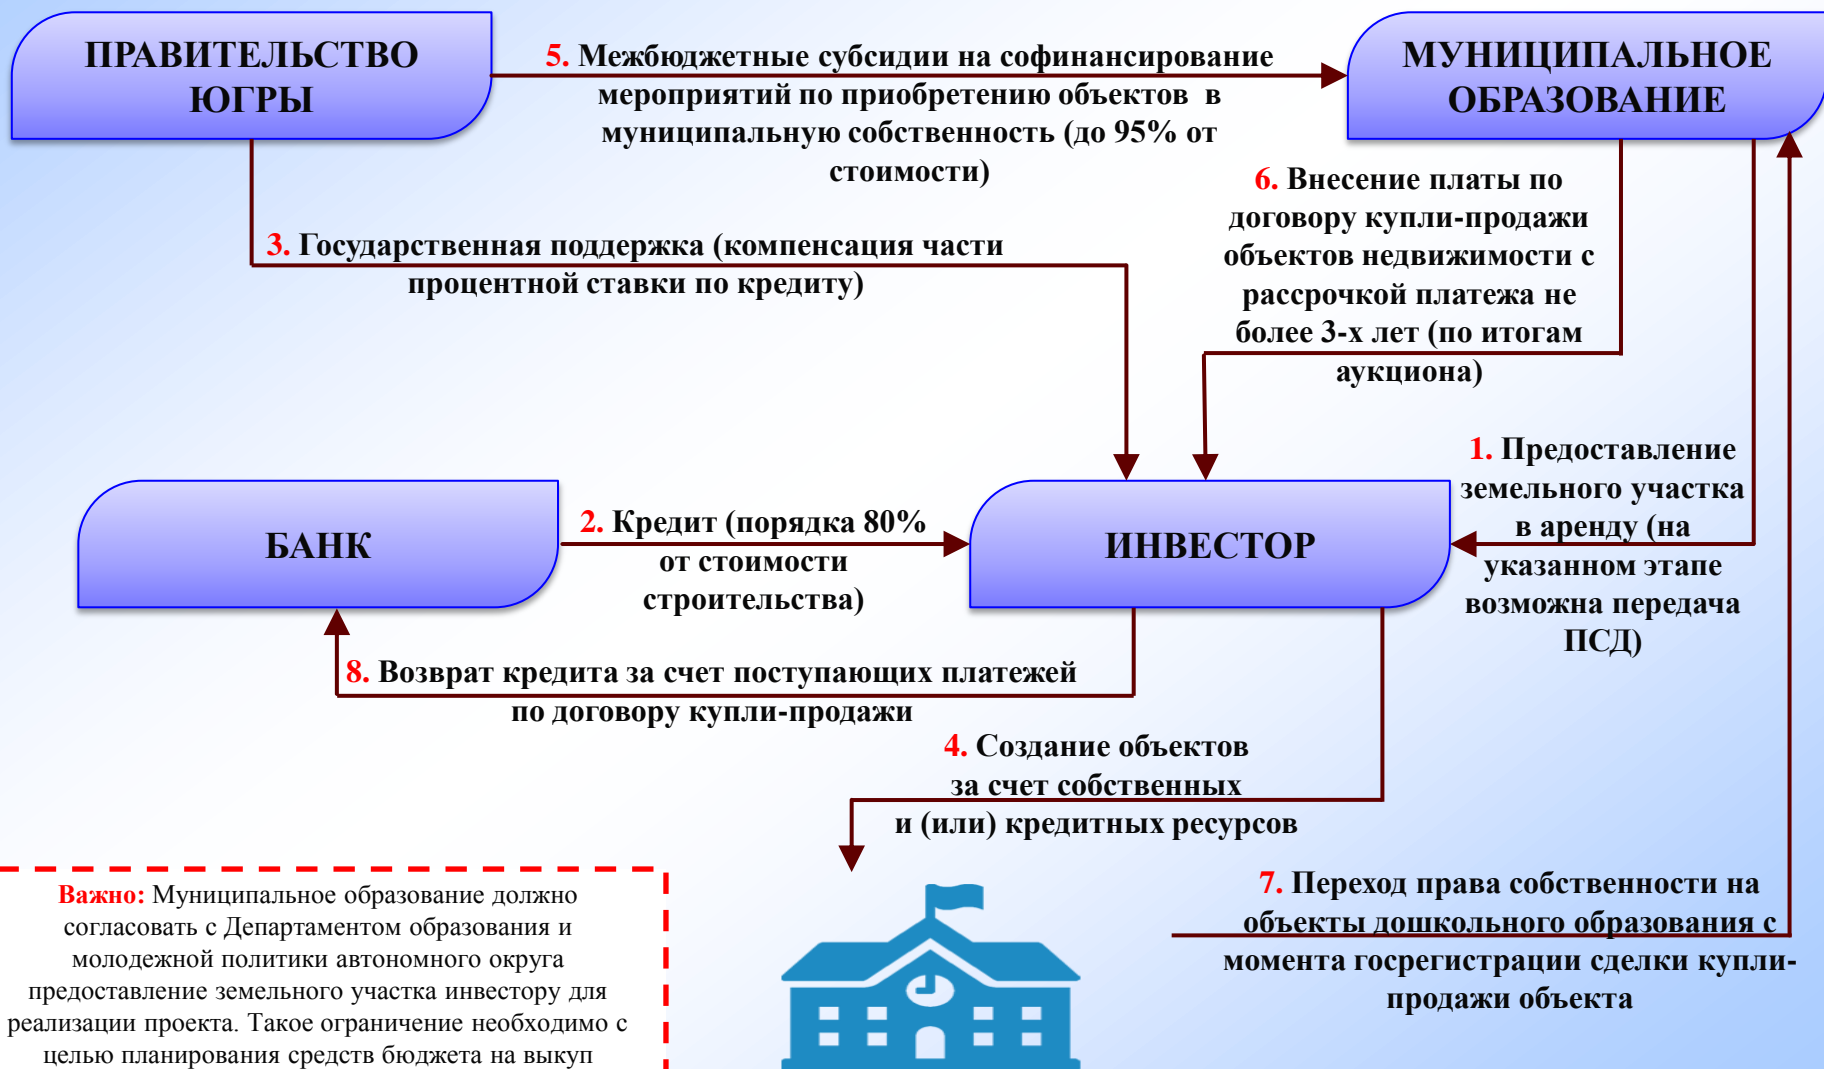 ПРАВИТЕЛЬСТВО
ЮГРЫ
5. Межбюджетные субсидии на софинансирование
мероприятий по приобретению объектов в
муниципальную собственность (до 95% от
стоимости)
МУНИЦИПАЛЬНОЕ
ОБРАЗОВАНИЕ
6. Внесение платы по
договору купли-продажи
объектов недвижимости с
рассрочкой платежа не
более 3-х лет (по итогам
аукциона)
3. Государственная поддержка (компенсация части
процентной ставки по кредиту)
1. Предоставление
земельного участка
в аренду (на
указанном этапе
возможна передача
ПСД)
БАНК
2. Кредит (порядка 80%
от стоимости
строительства)
ИНВЕСТОР
8. Возврат кредита за счет поступающих платежей
по договору купли-продажи
4. Создание объектов
за счет собственных
и (или) кредитных ресурсов
7. Переход права собственности на
объекты дошкольного образования с
момента госрегистрации сделки купли-
продажи объекта
Важно: Муниципальное образование должно
согласовать с Департаментом образования и
молодежной политики автономного округа
предоставление земельного участка инвестору для
реализации проекта. Такое ограничение необходимо с
целью планирования средств бюджета на выкуп